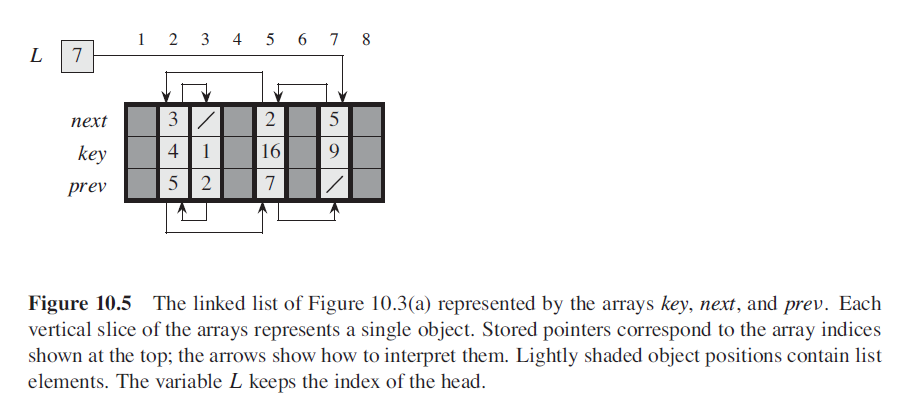 1 2 3 4 5 6 7 8
L 7
next 3 / 2 5
key 4 1 16 9
prev 5 2 7 /
Figure 10.5 The linked list of Figure 10.3(a) represented by the arrays key, next, and prev. Each
vertical slice of the arrays represents a single object. Stored pointers correspond to the array indices
shown at the top; the arrows show how to interpret them. Lightly shaded object positions contain list
elements. The variable L keeps the index of the head.